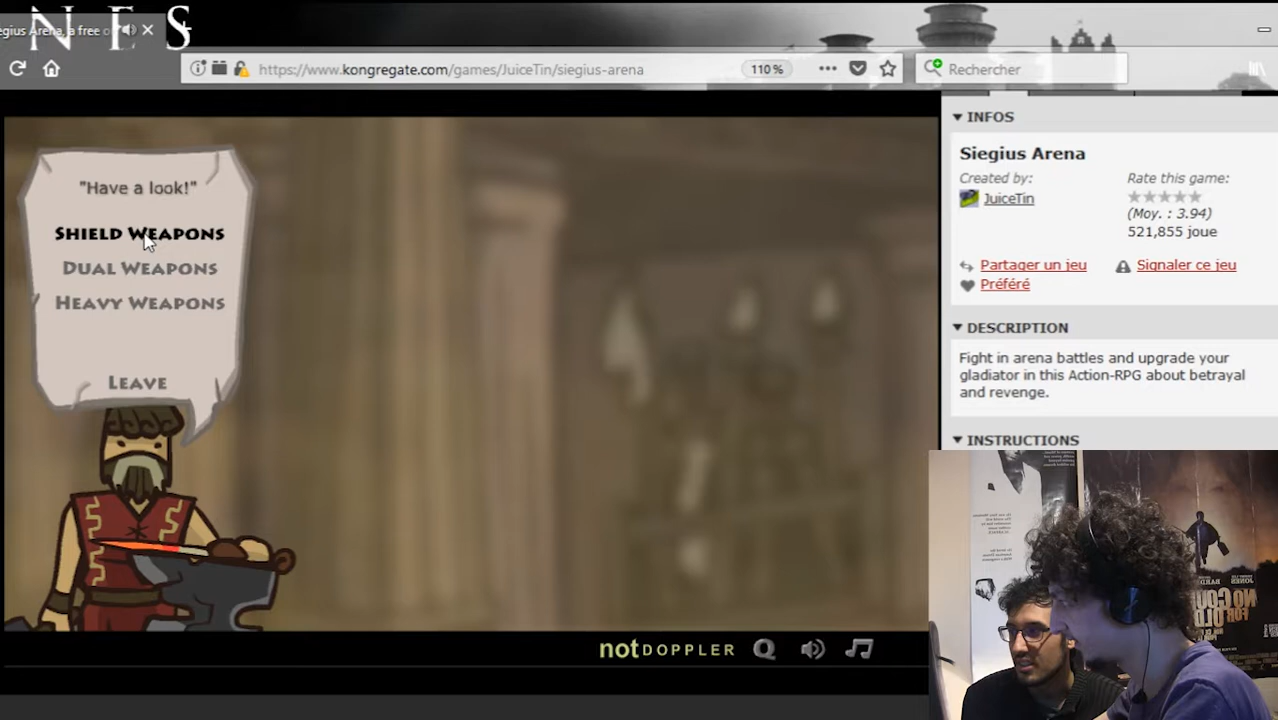 NES
egius Arena, a free o
https://www.kongregate.com/games/JuiceTin/siegius-arena
110%
Rechercher
"Have a look!"
SHIELD WEAPONS
DUAL WEAPONS
HEAVY WEAPONS
LEAVE
notDOPPLER
INFOS
Siegius Arena
Created by:
JuiceTin
Rate this game:
(Moy. : 3.94)
521,855 joue
Partager un jeu
Signaler ce jeu
Préféré
DESCRIPTION
Fight in arena battles and upgrade your
gladiator in this Action-RPG about betrayal
and revenge.
INSTRUCTIONS